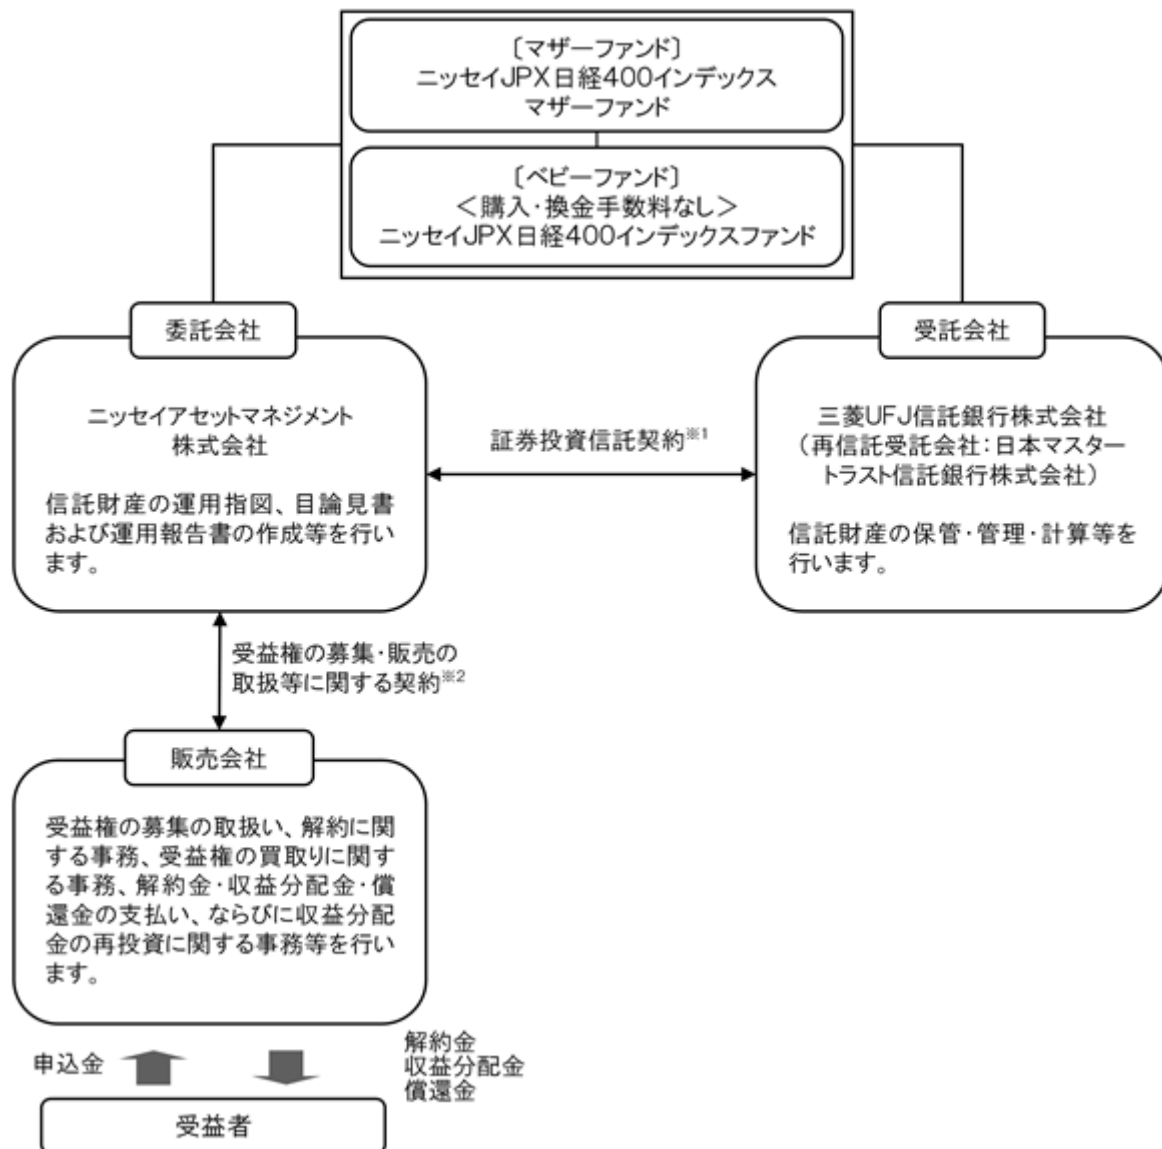 〔マザーファンド〕
ニッセイJPX日経400インデックス
マザーファンド
〔ベビーファンド〕
＜購入・換金手数料なし＞
ニッセイJPX日経400インデックスファンド
委託会社
ニッセイアセットマネジメント
株式会社
信託財産の運用指図、目論見書
および運用報告書の作成等を行い
ます。
証券投資信託契約※1
受託会社
三菱UFJ信託銀行株式会社
（再信託受託会社：日本マスター
トラスト信託銀行株式会社）
信託財産の保管・管理・計算等を
行います。
受益権の募集・販売の
取扱等に関する契約※2
販売会社
受益権の募集の取扱い、解約に関
する事務、受益権の買取りに関す
る事務、解約金・収益分配金・償
還金の支払い、ならびに収益分配
金の再投資に関する事務等を行い
ます。
申込金
解約金
収益分配金
償還金
受益者